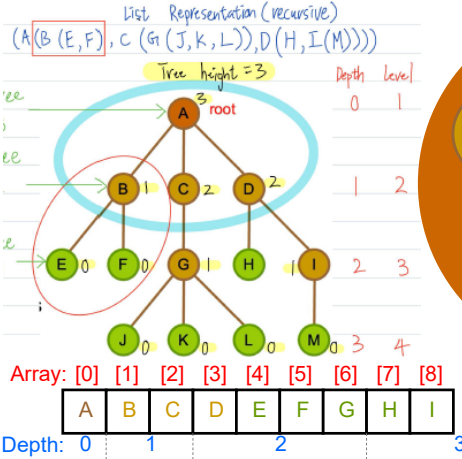 List Representation (recursive)
(A(B (E,F), C (G (J,K,L)),D(H,I(M))))
Tree height = 3
Depth Level
A 3 root 0 1
B 1 C 2 D 2 1 2
E 0 F 0 G 1 H 1 I 2 3
J 0 K 0 L 0 M 0 3 4
Array: [0] [1] [2] [3] [4] [5] [6] [7] [8]
A B C D E F G H I
Depth: 0 1 2 3